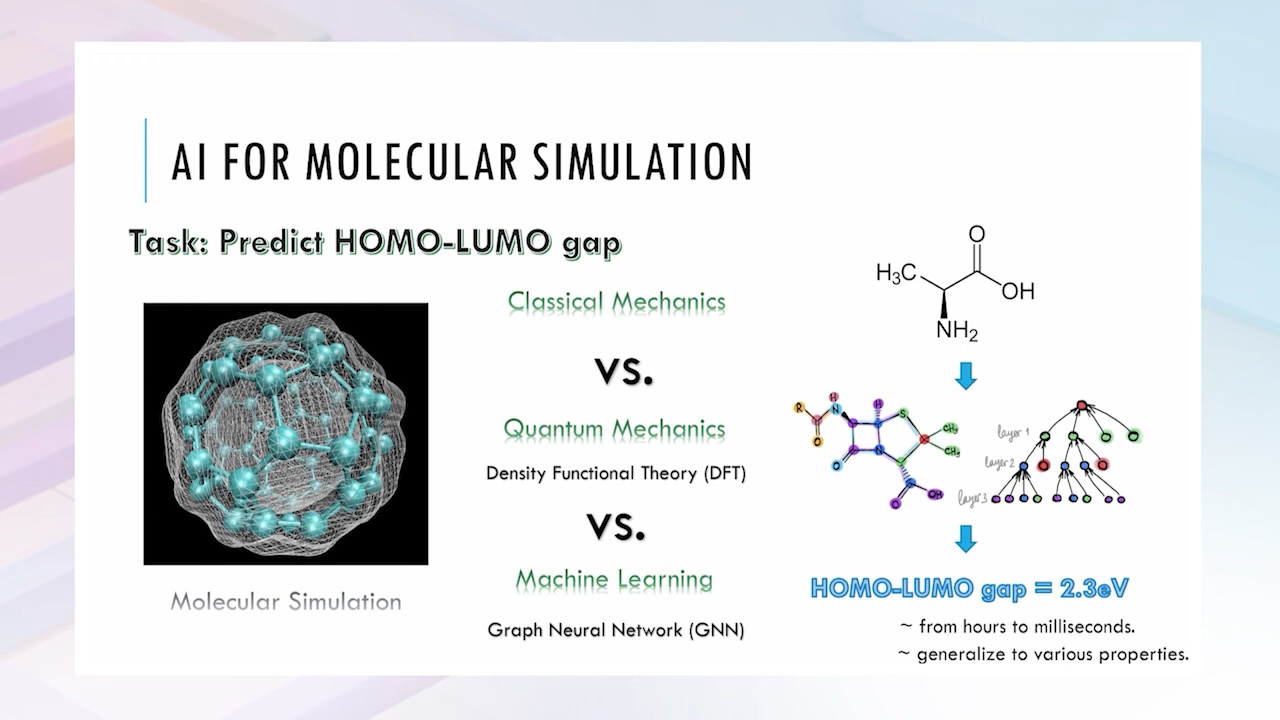 AI FOR MOLECULAR SIMULATION
Task: Predict HOMO-LUMO gap
Molecular Simulation
Classical Mechanics
vs.
Quantum Mechanics
Density Functional Theory (DFT)
vs.
Machine Learning
Graph Neural Network (GNN)
O
H₃C
OH
NH₂
R
H
N
H
S
CH₃
CH₃
O
O
N
O
OH
layer 1
layer 2
layer 3
HOMO-LUMO gap = 2.3eV
~ from hours to milliseconds.
~ generalize to various properties.